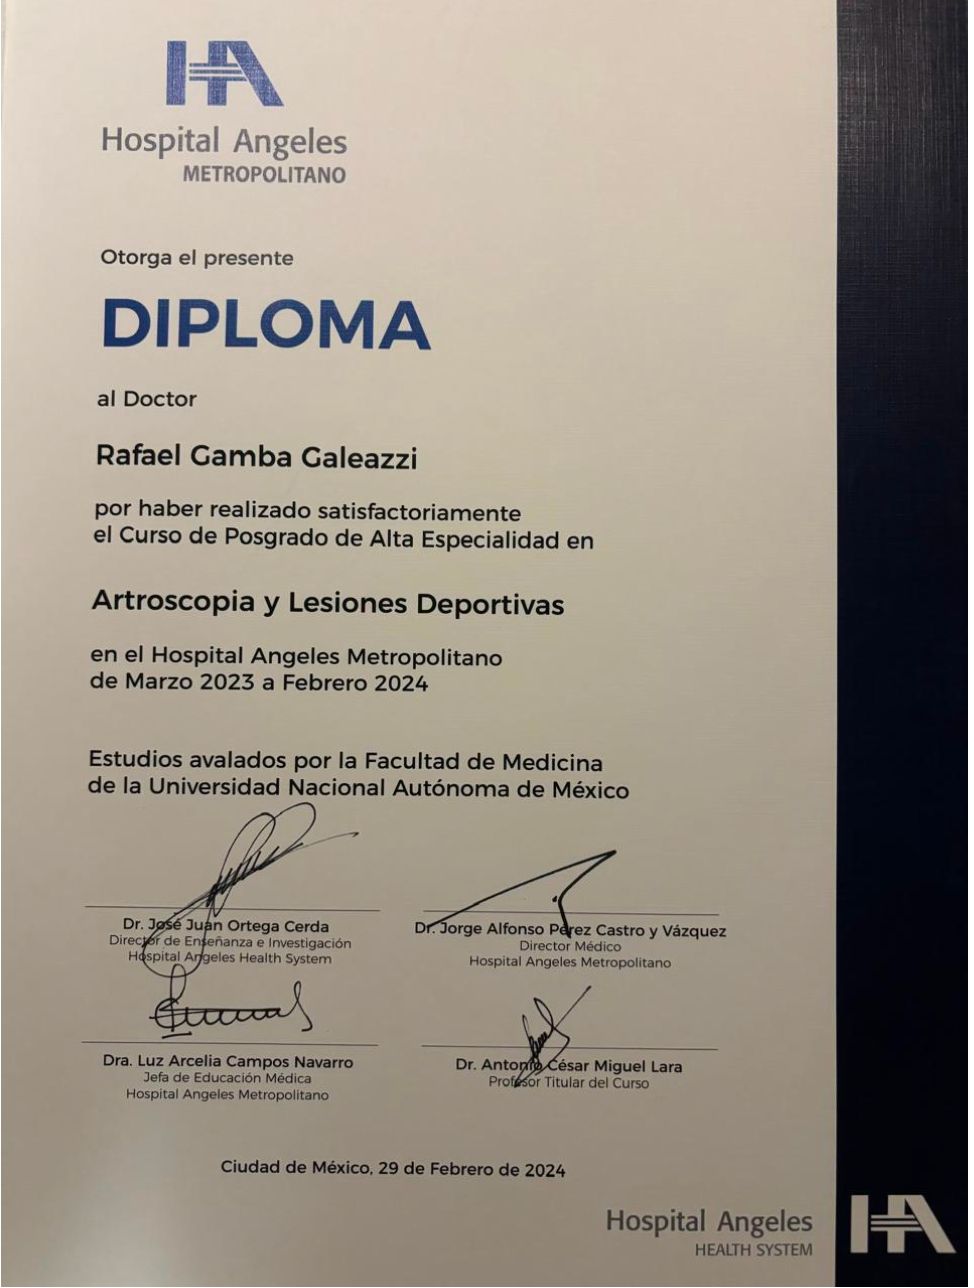 HA
Hospital Angeles
METROPOLITANO
Otorga el presente
DIPLOMA
al Doctor
Rafael Gamba Galeazzi
por haber realizado satisfactoriamente
el Curso de Posgrado de Alta Especialidad en
Artroscopia y Lesiones Deportivas
en el Hospital Angeles Metropolitano
de Marzo 2023 a Febrero 2024
Estudios avalados por la Facultad de Medicina
de la Universidad Nacional Autónoma de México
Dr. José Juan Ortega Cerda
Director de Enseñanza e Investigación
Hospital Angeles Health System
Dr. Jorge Alfonso Pérez Castro y Vázquez
Director Médico
Hospital Angeles Metropolitano
Dra. Luz Arcelia Campos Navarro
Jefa de Educación Médica
Hospital Angeles Metropolitano
Dr. Antonio César Miguel Lara
Profesor Titular del Curso
Ciudad de México, 29 de Febrero de 2024
Hospital Angeles
HEALTH SYSTEM
HA